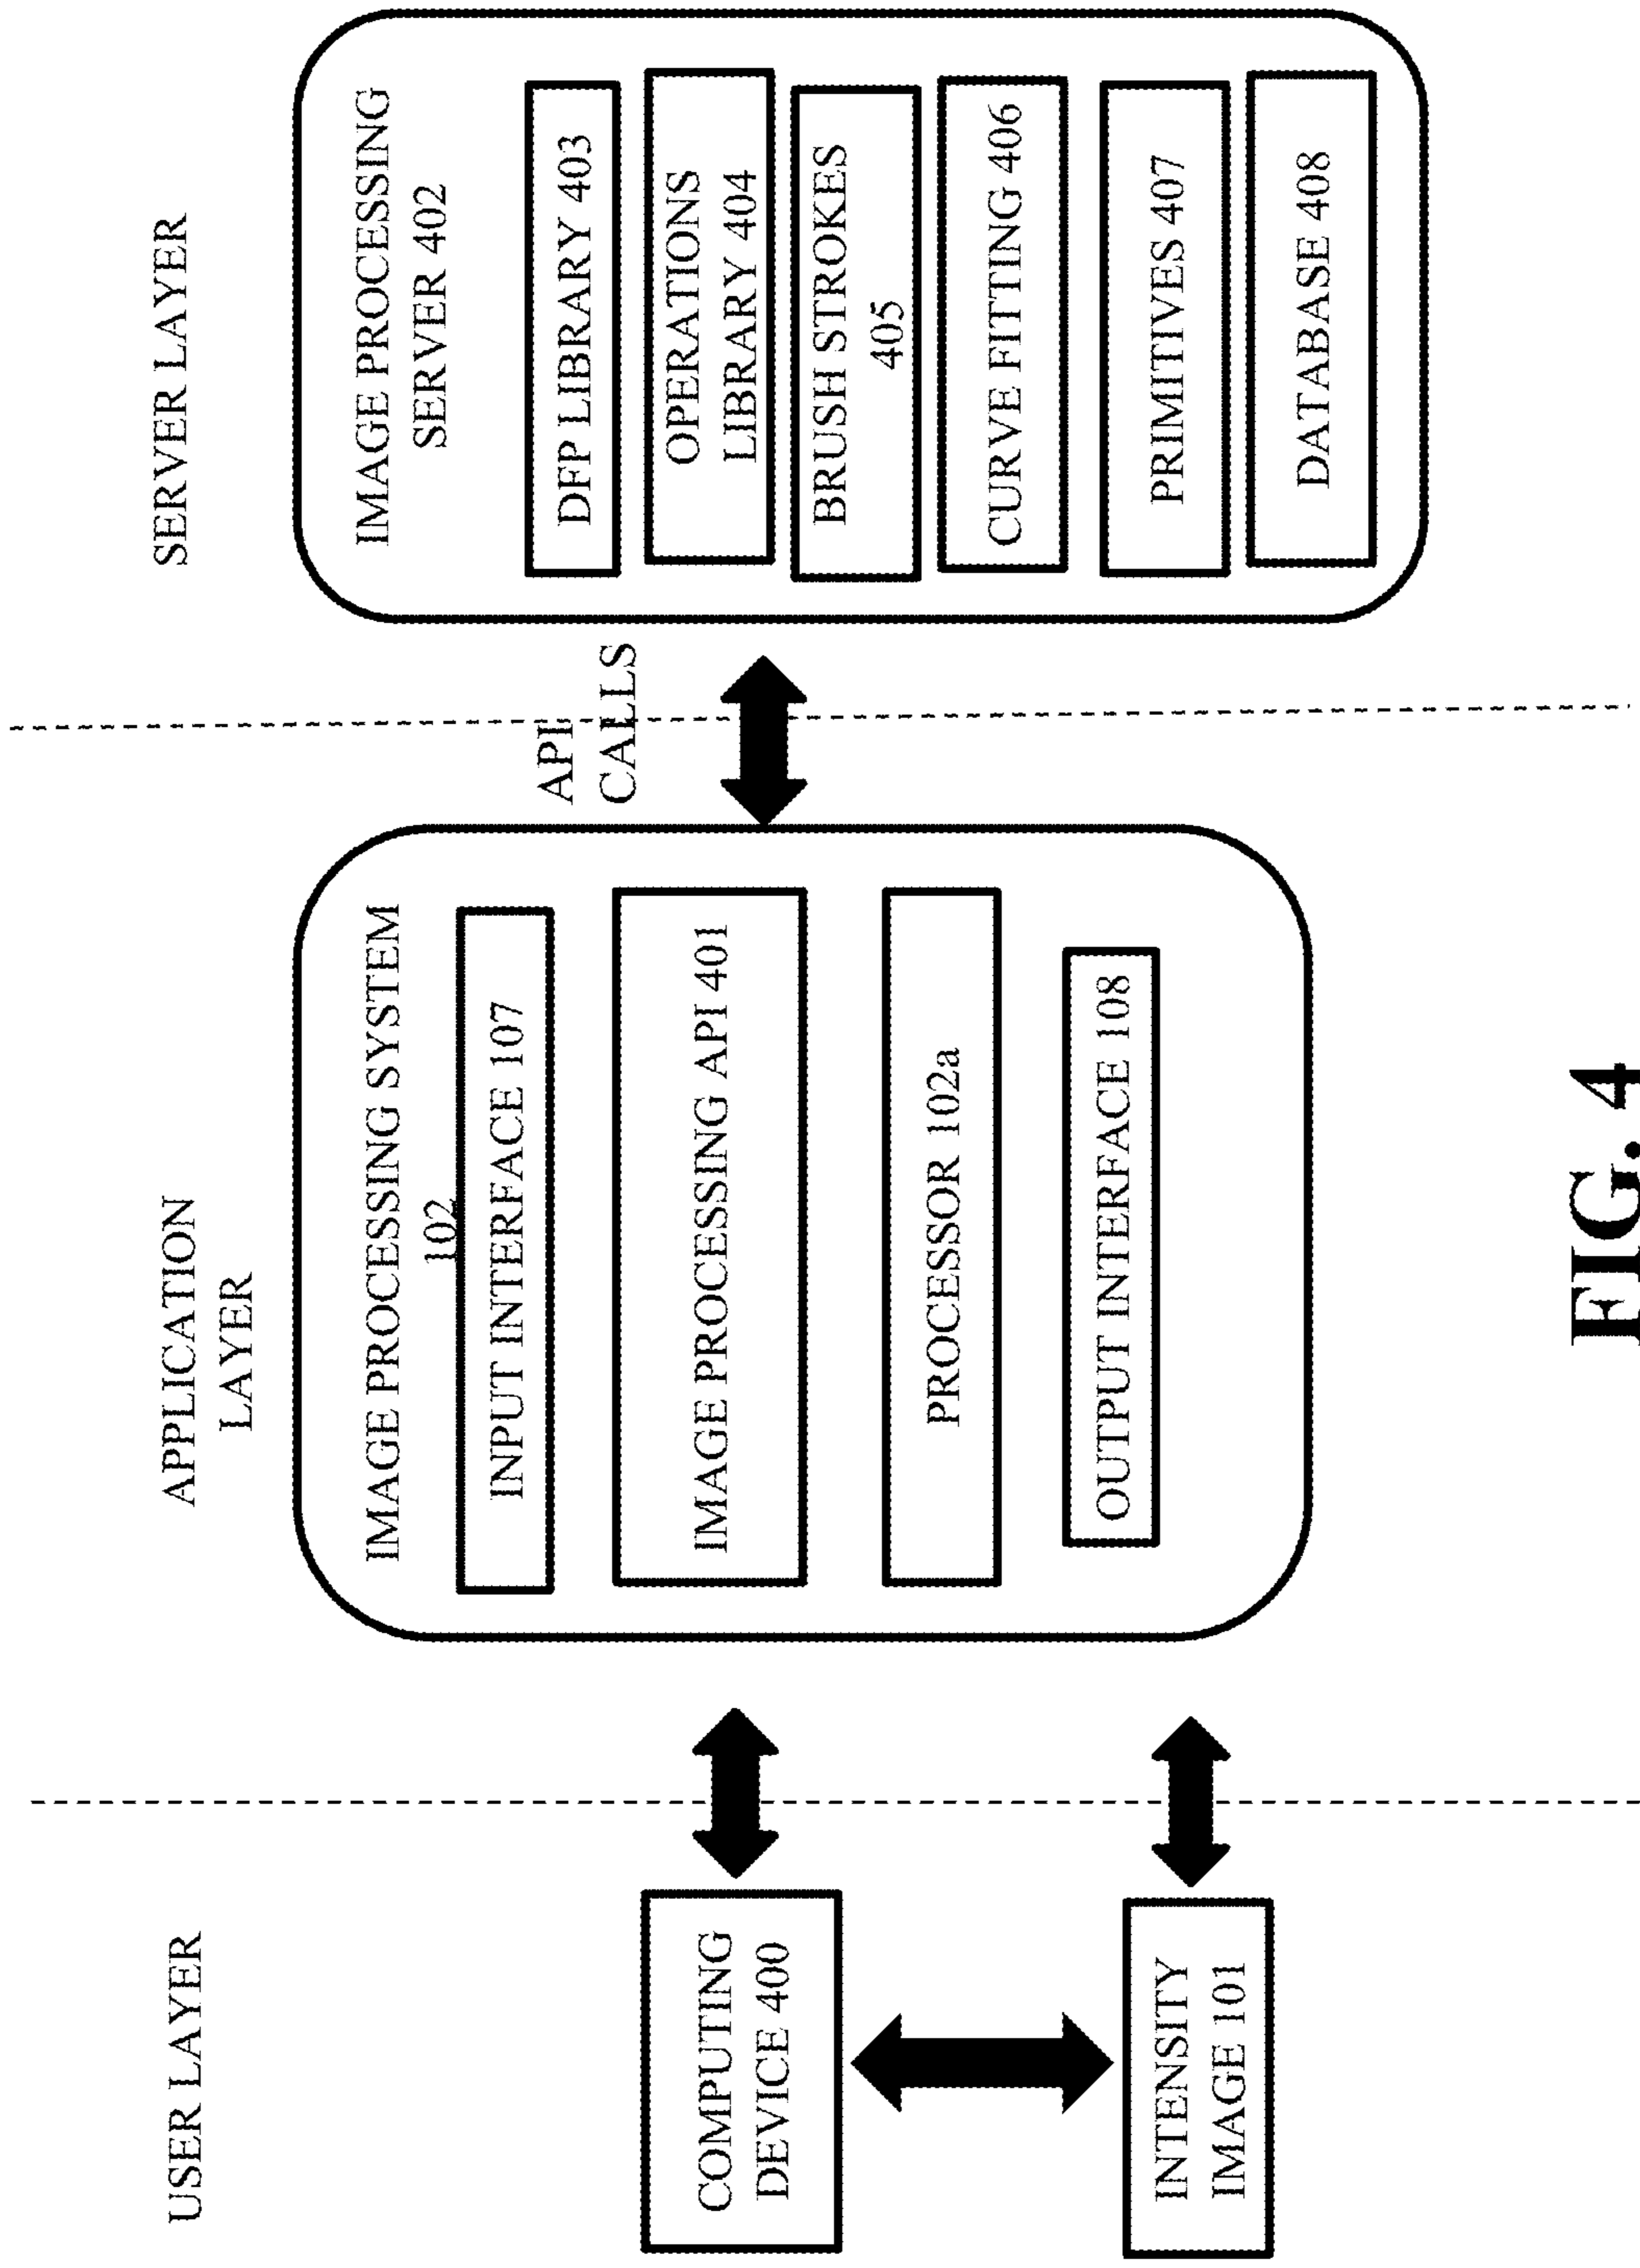 USER LAYER
COMPUTING
DEVICE 400
INTENSITY
IMAGE 101
APPLICATION
LAYER
IMAGE PROCESSING SYSTEM
102
INPUT INTERFACE 107
IMAGE PROCESSING API 401
PROCESSOR 102a
OUTPUT INTERFACE 108
API
CALLS
SERVER LAYER
IMAGE PROCESSING
SERVER 402
DFP LIBRARY 403
OPERATIONS
LIBRARY 404
BRUSH STROKES
405
CURVE FITTING 406
PRIMITIVES 407
DATABASE 408
FIG. 4